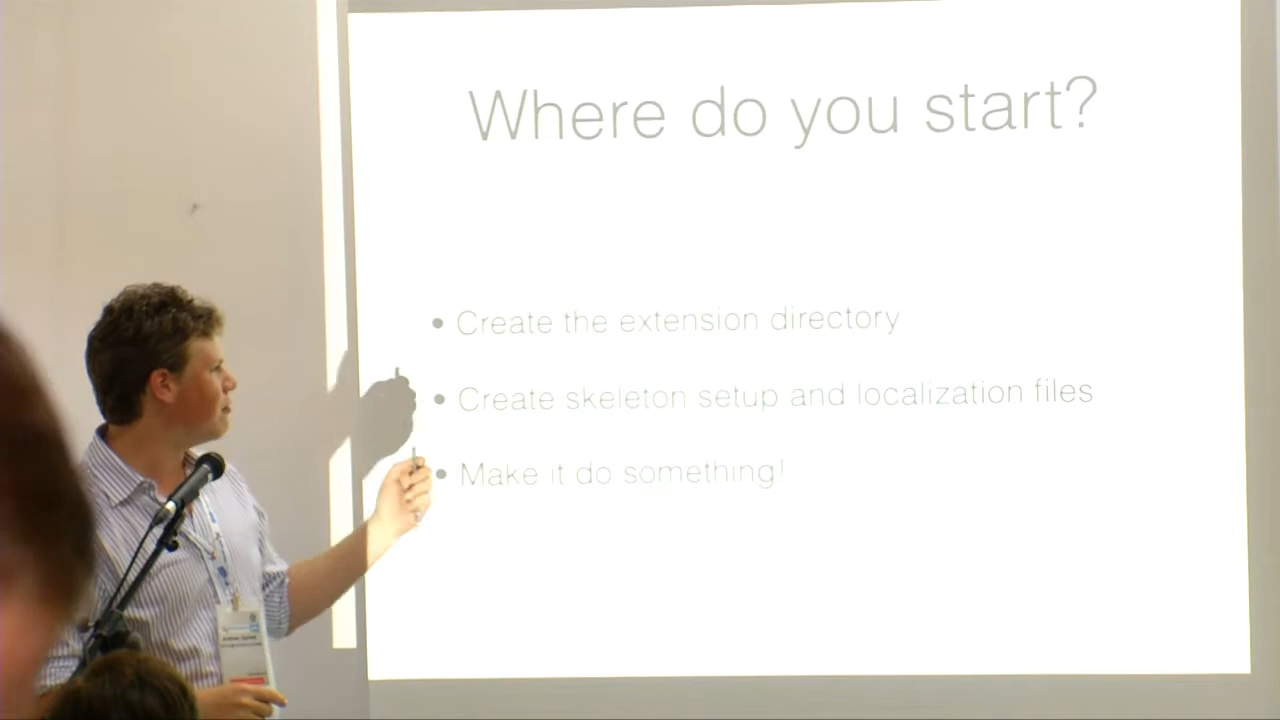 Where do you start?
• Create the extension directory
• Create skeleton setup and localization files
• Make it do something!